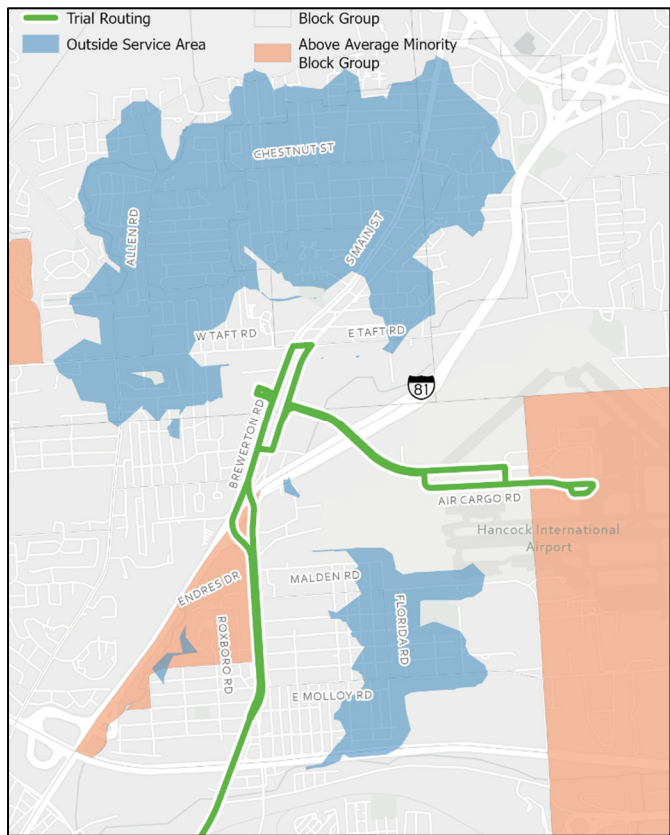 Trial Routing
Block Group
Outside Service Area
Above Average Minority
Block Group
CHESTNUT ST
ALLEN RD
S MAIN ST
W TAFT RD
E TAFT RD
81
BREWERTON RD
AIR CARGO RD
Hancock International
Airport
MALDEN RD
ENDRES DR
FLORIDA RD
ROXBORO RD
E MOLLOY RD